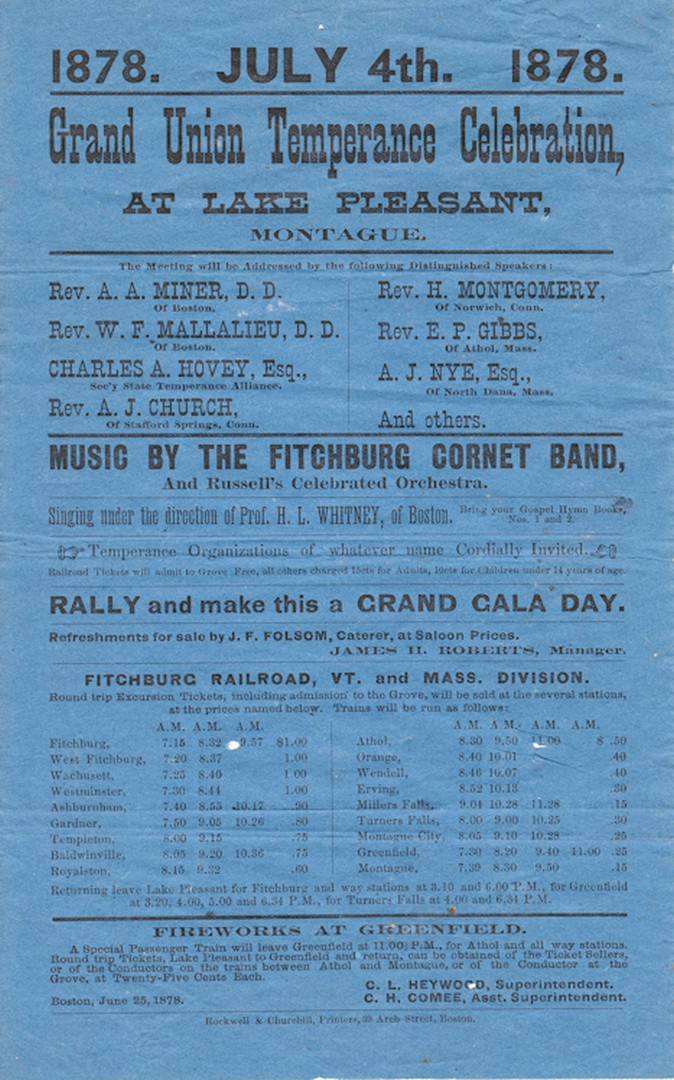 1878. JULY 4th. 1878.
Grand Union Temperance Celebration,
AT LAKE PLEASANT,
MONTAGUE.
The Meeting will be Addressed by the following Distinguished Speakers:
Rev. A. A. MINER, D. D.
Of Boston.
Rev. W. F. MALLALIEU, D. D.
Of Boston.
CHARLES A. HOVEY, Esq.,
Sec'y State Temperance Alliance.
Rev. A. J. CHURCH,
Of Stafford Springs, Conn.
Rev. H. MONTGOMERY,
Of Norwich, Conn.
Rev. E. P. GIBBS,
Of Athol, Mass.
A. J. NYE, Esq.,
Of North Dana, Mass.
And others.
MUSIC BY THE FITCHBURG CORNET BAND,
And Russell's Celebrated Orchestra.
Singing under the direction of Prof. H. L. WHITNEY, of Boston. Bring your Gospel Hymn Books,
Nos. 1 and 2.
Temperance Organizations of whatever name Cordially Invited.
Railroad Tickets will admit to Grove Free, all others charged 15cts for Adults, 10cts for Children under 14 years of age.
RALLY and make this a GRAND GALA DAY.
Refreshments for sale by J. F. FOLSOM, Caterer, at Saloon Prices.
JAMES H. ROBERTS, Manager.
FITCHBURG RAILROAD, VT. and MASS. DIVISION.
Round trip Excursion Tickets, including admission to the Grove, will be sold at the several stations,
at the prices named below. Trains will be run as follows:
A.M. A.M. A.M.
Fitchburg, 7.15 8.32 9.57 $1.00
West Fitchburg, 7.20 8.37 1.00
Wachusett, 7.25 8.40 1.00
Westminster, 7.30 8.44 1.00
Ashburnham, 7.40 8.55 10.17 .90
Gardner, 7.50 9.05 10.26 .80
Templeton, 8.00 9.15 .75
Baldwinville, 8.05 9.20 10.36 .75
Royalston, 8.15 9.32 .60
A.M. A.M. A.M. A.M.
Athol, 8.30 9.50 11.00 $ .50
Orange, 8.40 10.01 .40
Wendell, 8.46 10.07 .40
Erving, 8.52 10.13 .30
Millers Falls, 9.04 10.28 11.28 .15
Turners Falls, 8.00 9.00 10.25 .30
Montague City, 8.05 9.10 10.28 .25
Greenfield, 7.30 8.20 9.40 11.00 .25
Montague, 7.39 8.30 9.50 .15
Returning leave Lake Pleasant for Fitchburg and way stations at 3.10 and 6.00 P.M., for Greenfield
at 3.20, 4.00, 5.00 and 6.34 P.M., for Turners Falls at 4.00 and 6.34 P.M.
FIREWORKS AT GREENFIELD.
A Special Passenger Train will leave Greenfield at 11.00 P.M., for Athol and all way stations.
Round trip Tickets, Lake Pleasant to Greenfield and return, can be obtained of the Ticket Sellers,
or of the Conductors on the trains between Athol and Montague, or of the Conductor at the
Grove, at Twenty-Five Cents Each.
C. L. HEYWOOD, Superintendent.
Boston, June 25, 1878. C. H. COMEE, Asst. Superintendent.
Rockwell & Churchill, Printers, 39 Arch Street, Boston.